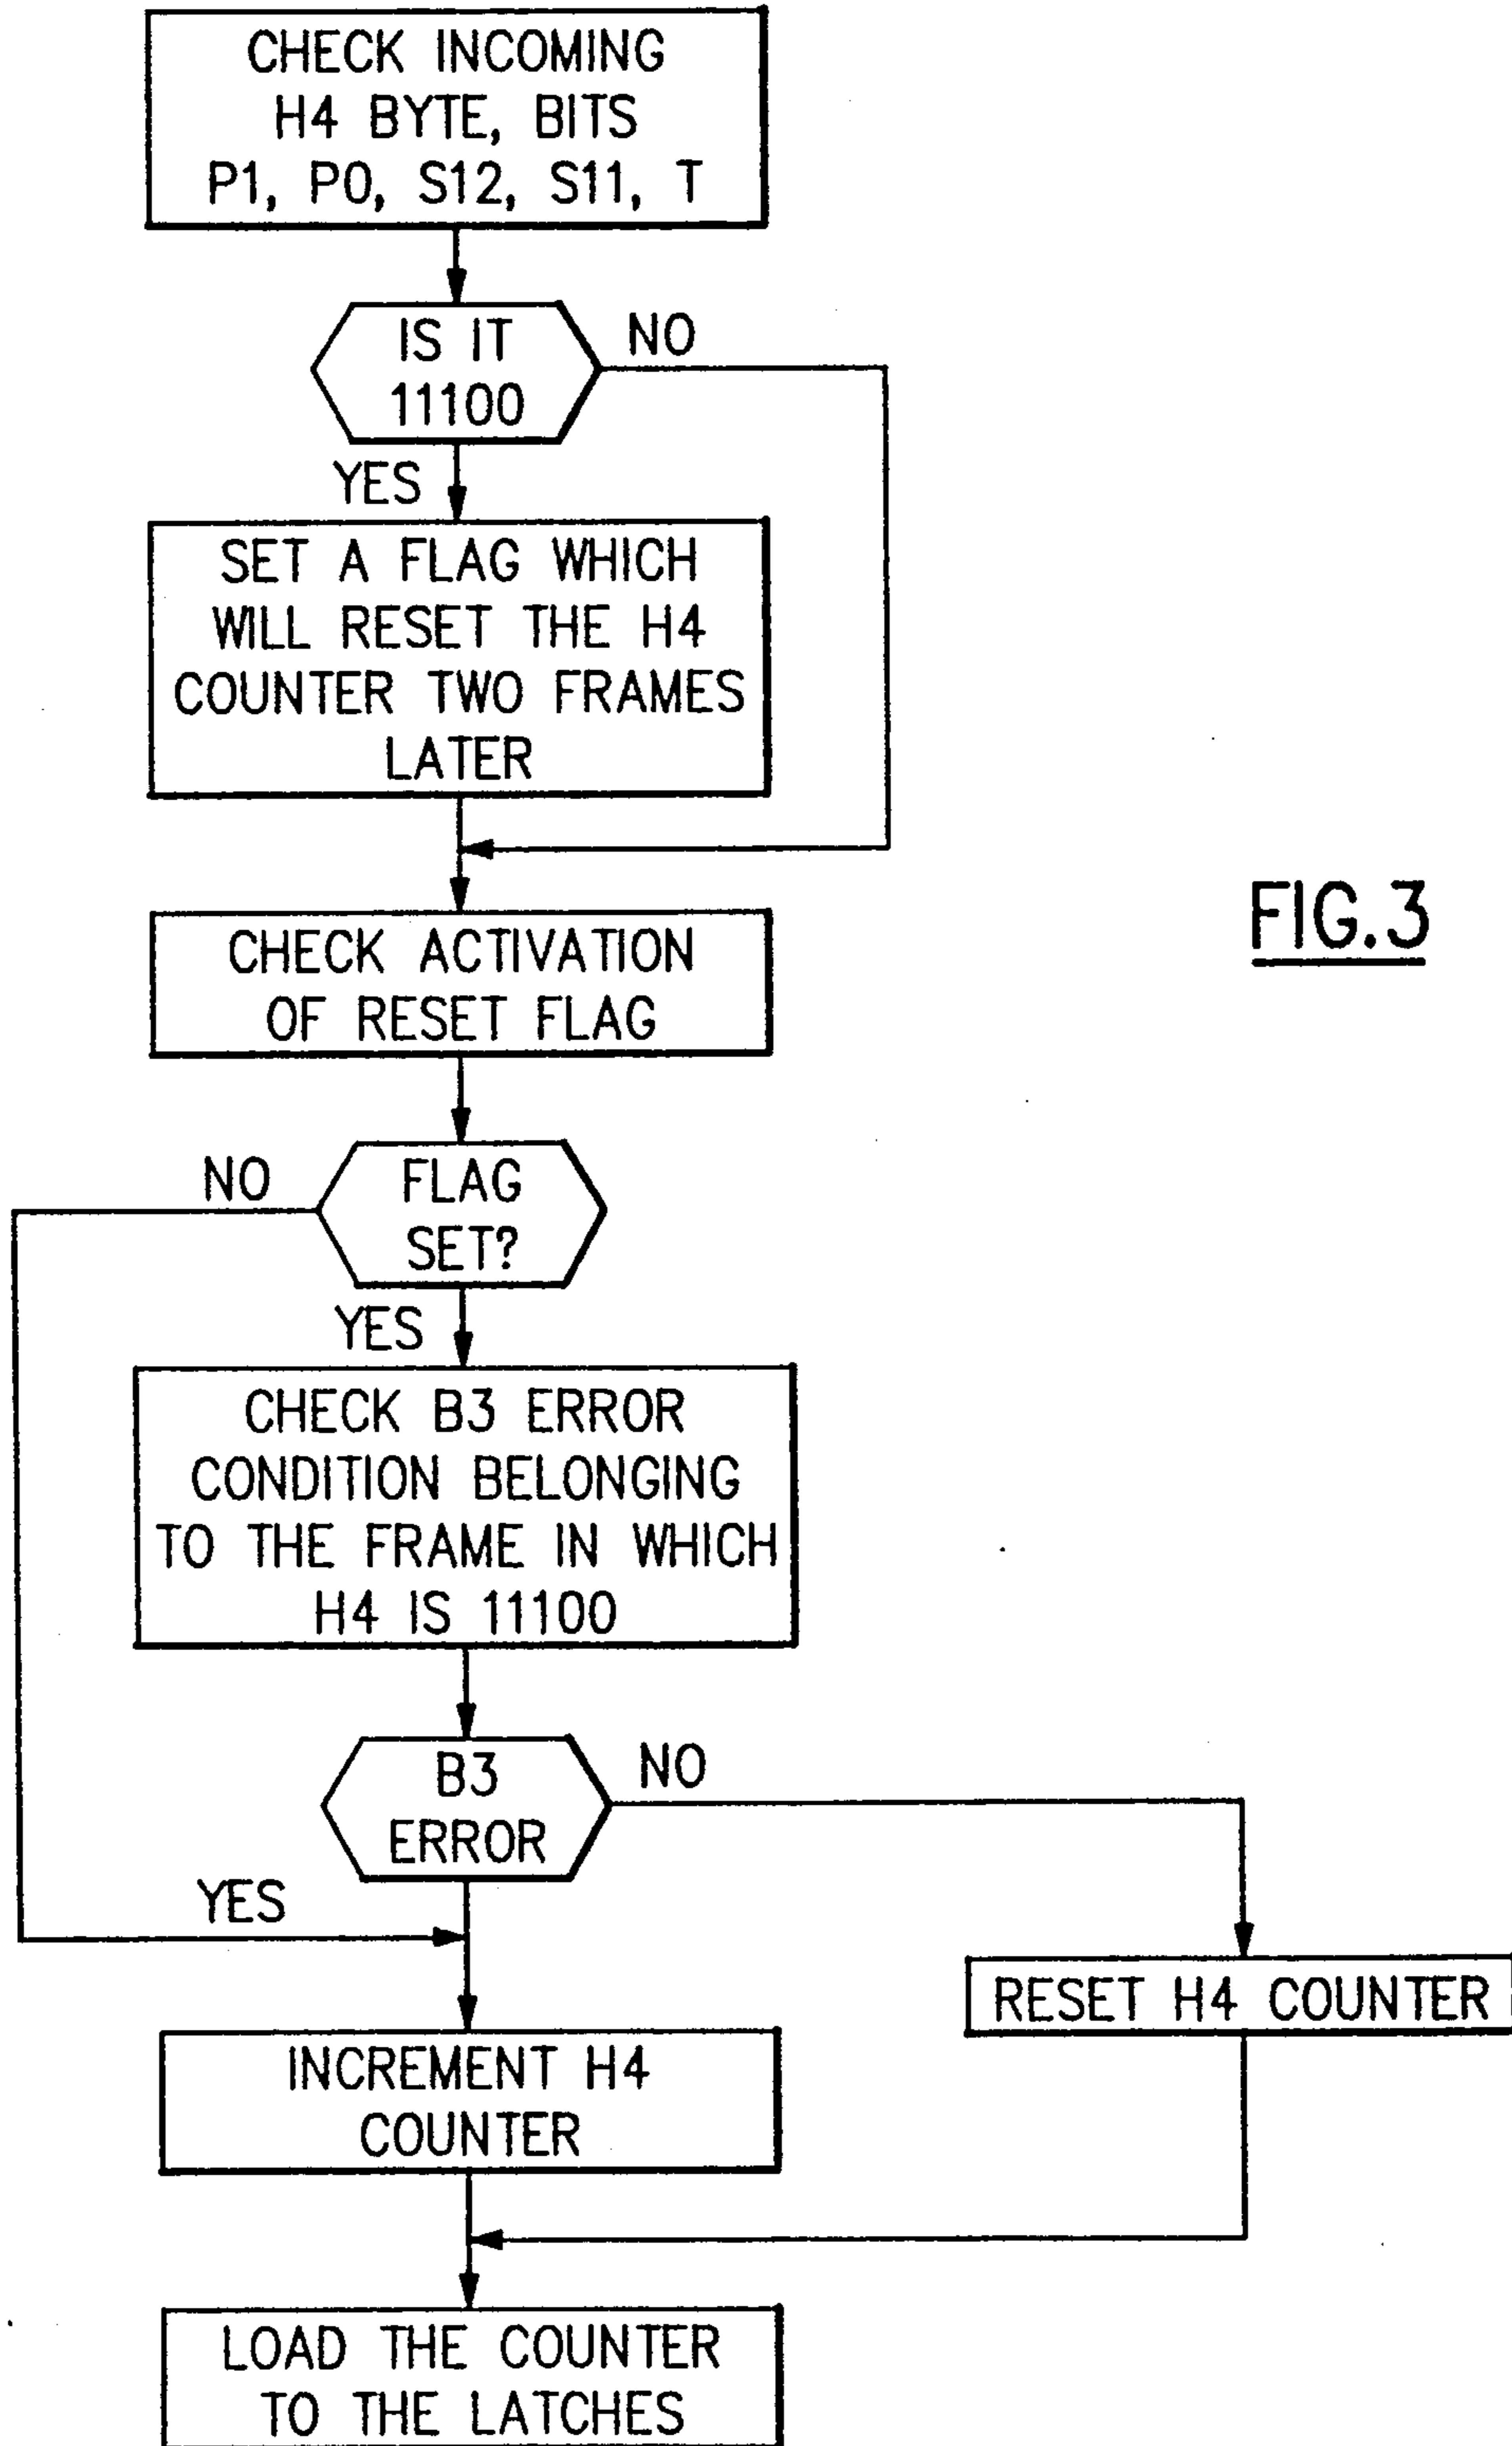 CHECK INCOMING
H4 BYTE, BITS
P1, P0, S12, S11, T
IS IT
11100
NO
YES
SET A FLAG WHICH
WILL RESET THE H4
COUNTER TWO FRAMES
LATER
CHECK ACTIVATION
OF RESET FLAG
FIG.3
NO
FLAG
SET?
YES
CHECK B3 ERROR
CONDITION BELONGING
TO THE FRAME IN WHICH
H4 IS 11100
B3
ERROR
NO
YES
RESET H4 COUNTER
INCREMENT H4
COUNTER
LOAD THE COUNTER
TO THE LATCHES